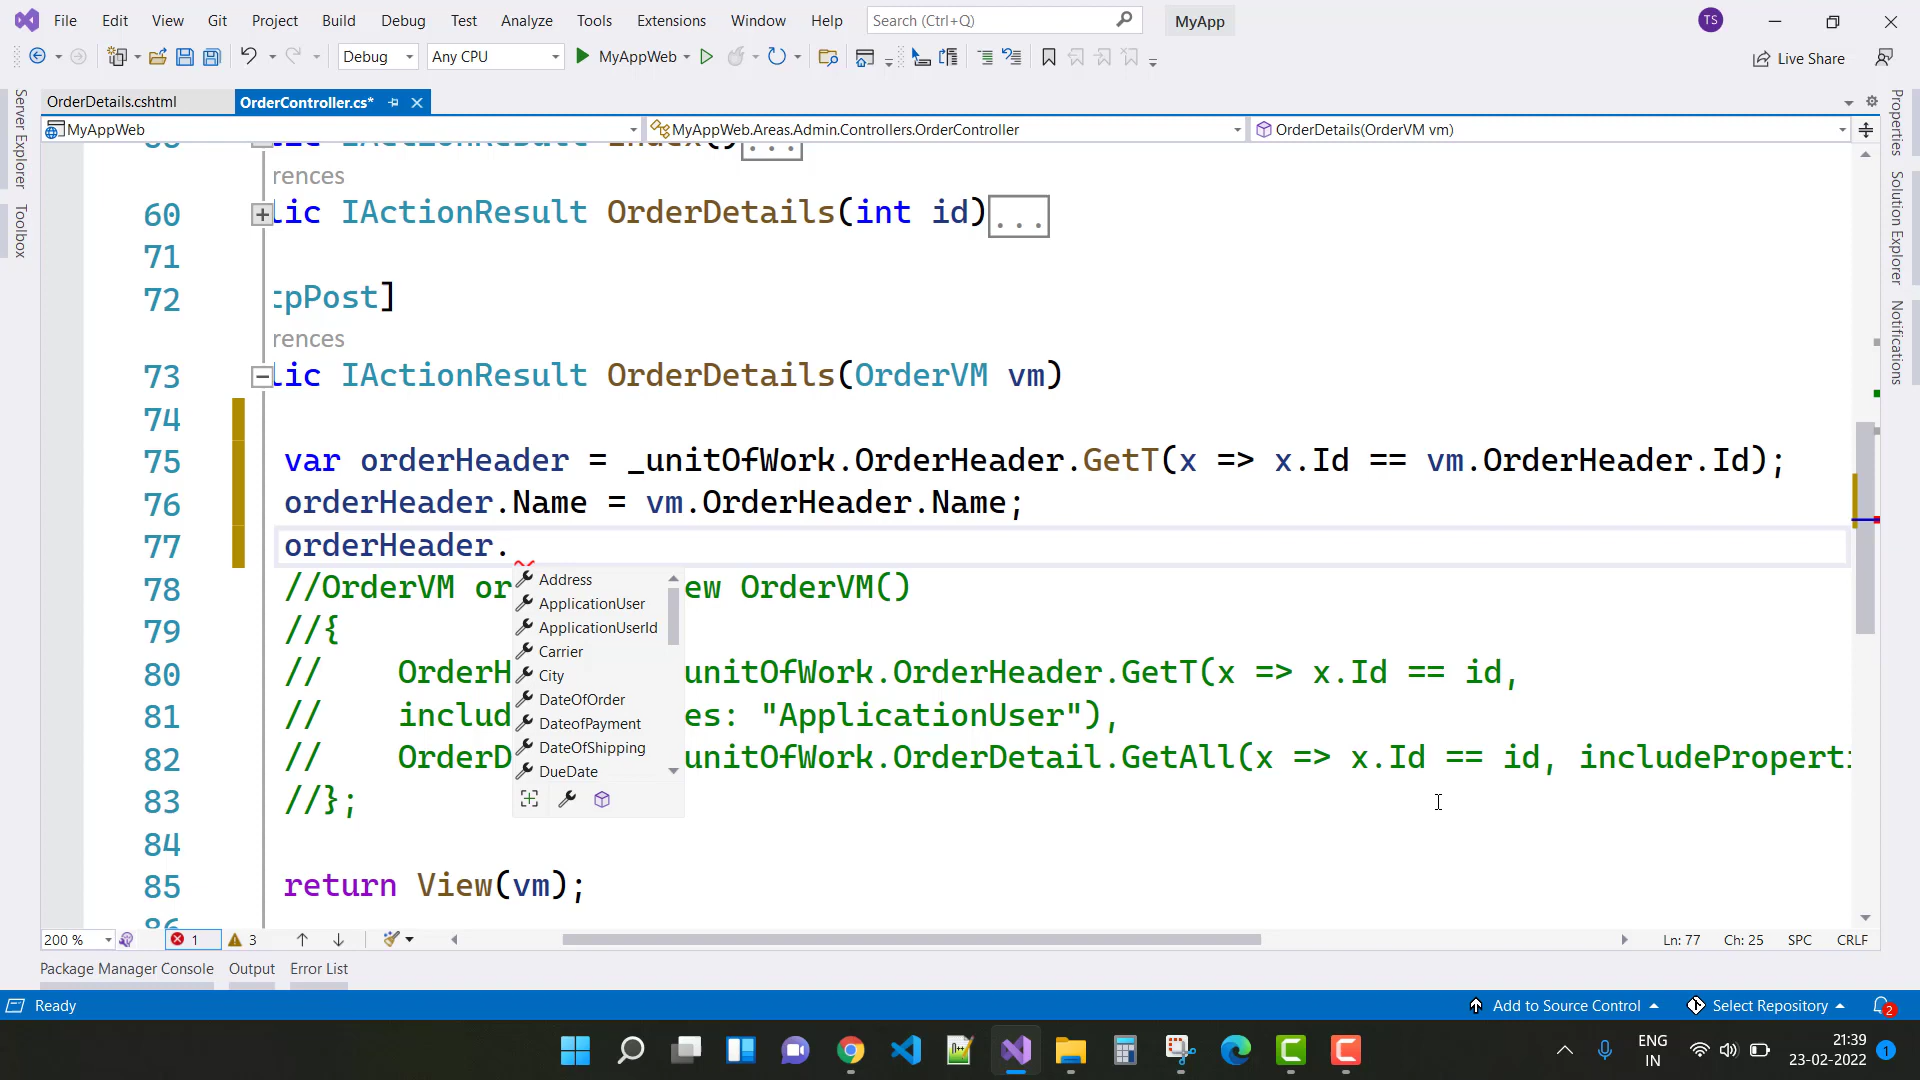 File Edit View Git Project Build Debug Test Analyze Tools Extensions Window Help Search (Ctrl+Q) MyApp TS
Debug Any CPU MyAppWeb Live Share
OrderDetails.cshtml OrderController.cs*
MyAppWeb MyAppWeb.Areas.Admin.Controllers.OrderController OrderDetails(OrderVM vm)
Server Explorer
Toolbox
Properties
Solution Explorer
Notifications
rences
60 lic IActionResult OrderDetails(int id)...
71
72 tpPost]
rences
73 lic IActionResult OrderDetails(OrderVM vm)
74
75 var orderHeader = _unitOfWork.OrderHeader.GetT(x => x.Id == vm.OrderHeader.Id);
76 orderHeader.Name = vm.OrderHeader.Name;
77 orderHeader.
78 //OrderVM or ew OrderVM()
79 //{
80 // OrderH unitOfWork.OrderHeader.GetT(x => x.Id == id,
81 // includ es: "ApplicationUser"),
82 // OrderD unitOfWork.OrderDetail.GetAll(x => x.Id == id, includeProperti
83 //};
84
85 return View(vm);
86
Address
ApplicationUser
ApplicationUserId
Carrier
City
DateOfOrder
DateofPayment
DateOfShipping
DueDate
200 % 1 3 Ln: 77 Ch: 25 SPC CRLF
Package Manager Console Output Error List
Ready Add to Source Control Select Repository 2
ENG
IN
21:39
23-02-2022
1